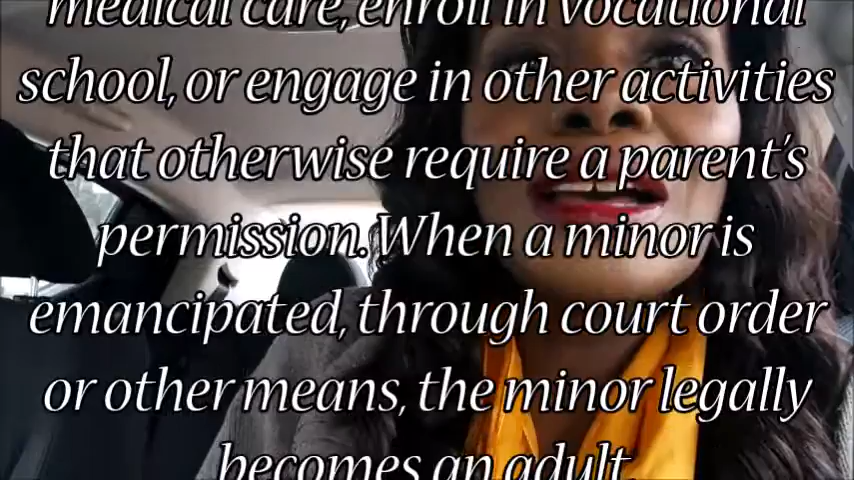 medical care, enroll in vocational
school, or engage in other activities
that otherwise require a parent's
permission. When a minor is
emancipated, through court order
or other means, the minor legally
becomes an adult.